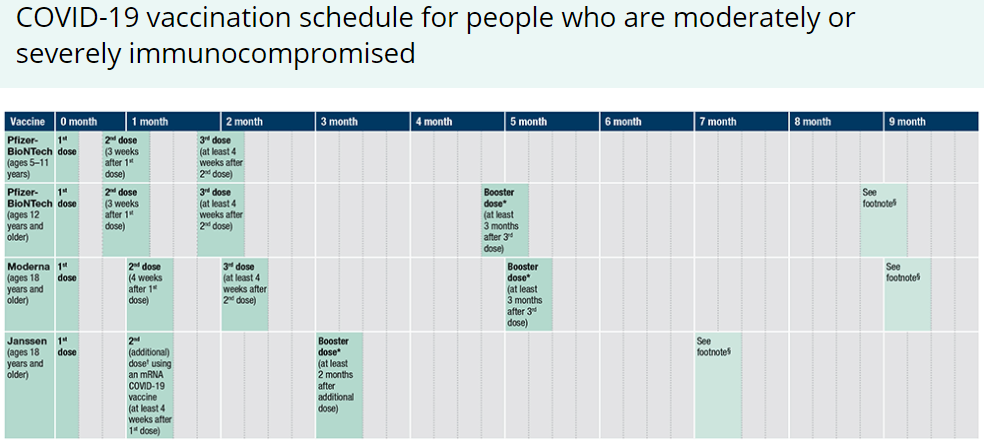 COVID-19 vaccination schedule for people who are moderately or
severely immunocompromised
Vaccine 0 month 1 month 2 month 3 month 4 month 5 month 6 month 7 month 8 month 9 month
Pfizer-
BioNTech
(ages 5–11
years)
1st
dose
2nd dose
(3 weeks
after 1st
dose)
3rd dose
(at least 4
weeks after
2nd dose)
Pfizer-
BioNTech
(ages 12
years and
older)
1st
dose
2nd dose
(3 weeks
after 1st
dose)
3rd dose
(at least 4
weeks after
2nd dose)
Booster
dose*
(at least
3 months
after 3rd
dose)
See
footnote§
Moderna
(ages 18
years and
older)
1st
dose
2nd dose
(4 weeks
after 1st
dose)
3rd dose
(at least 4
weeks after
2nd dose)
Booster
dose*
(at least
3 months
after 3rd
dose)
See
footnote§
Janssen
(ages 18
years and
older)
1st
dose
2nd
(additional)
dose† using
an mRNA
COVID-19
vaccine
(at least 4
weeks after
1st dose)
Booster
dose*
(at least
2 months
after
additional
dose)
See
footnote§